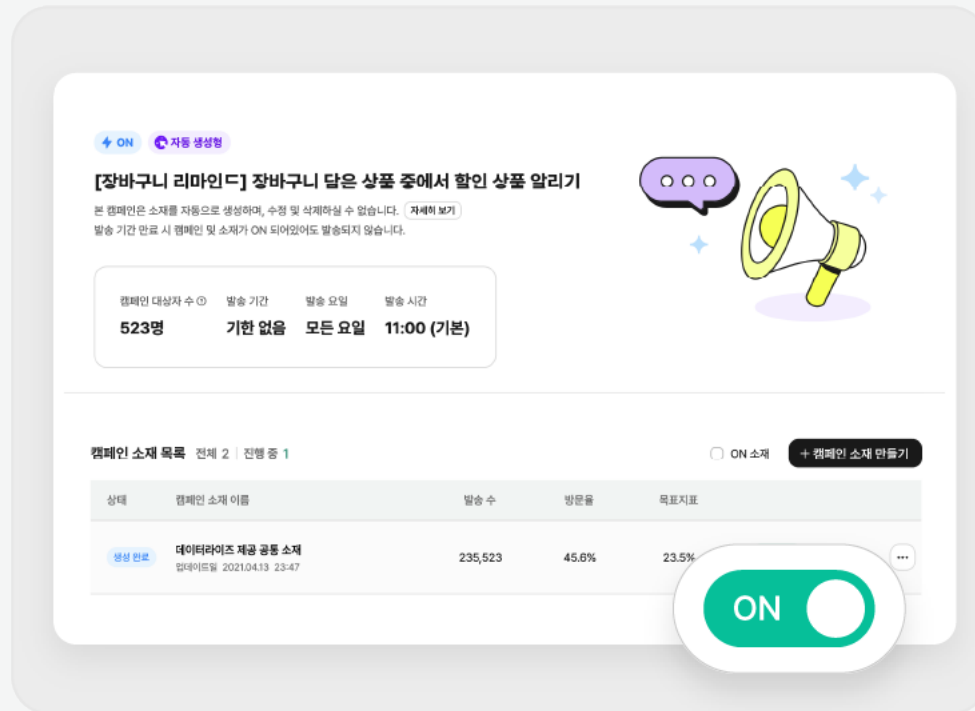 ON 자동 생성형
[장바구니 리마인드] 장바구니 담은 상품 중에서 할인 상품 알리기
본 캠페인은 소재를 자동으로 생성하며, 수정 및 삭제하실 수 없습니다. 자세히 보기
발송 기간 만료 시 캠페인 및 소재가 ON 되어있어도 발송되지 않습니다.
캠페인 대상자 수 발송 기간 발송 요일 발송 시간
523명 기한 없음 모든 요일 11:00 (기본)
캠페인 소재 목록 전체 2 | 진행 중 1 ON 소재 + 캠페인 소재 만들기
상태 캠페인 소재 이름 발송 수 방문율 목표지표
생성 완료 데이터라이즈 제공 공통 소재 235,523 45.6% 23.5%
업데이트일 2021.04.13 23:47
ON